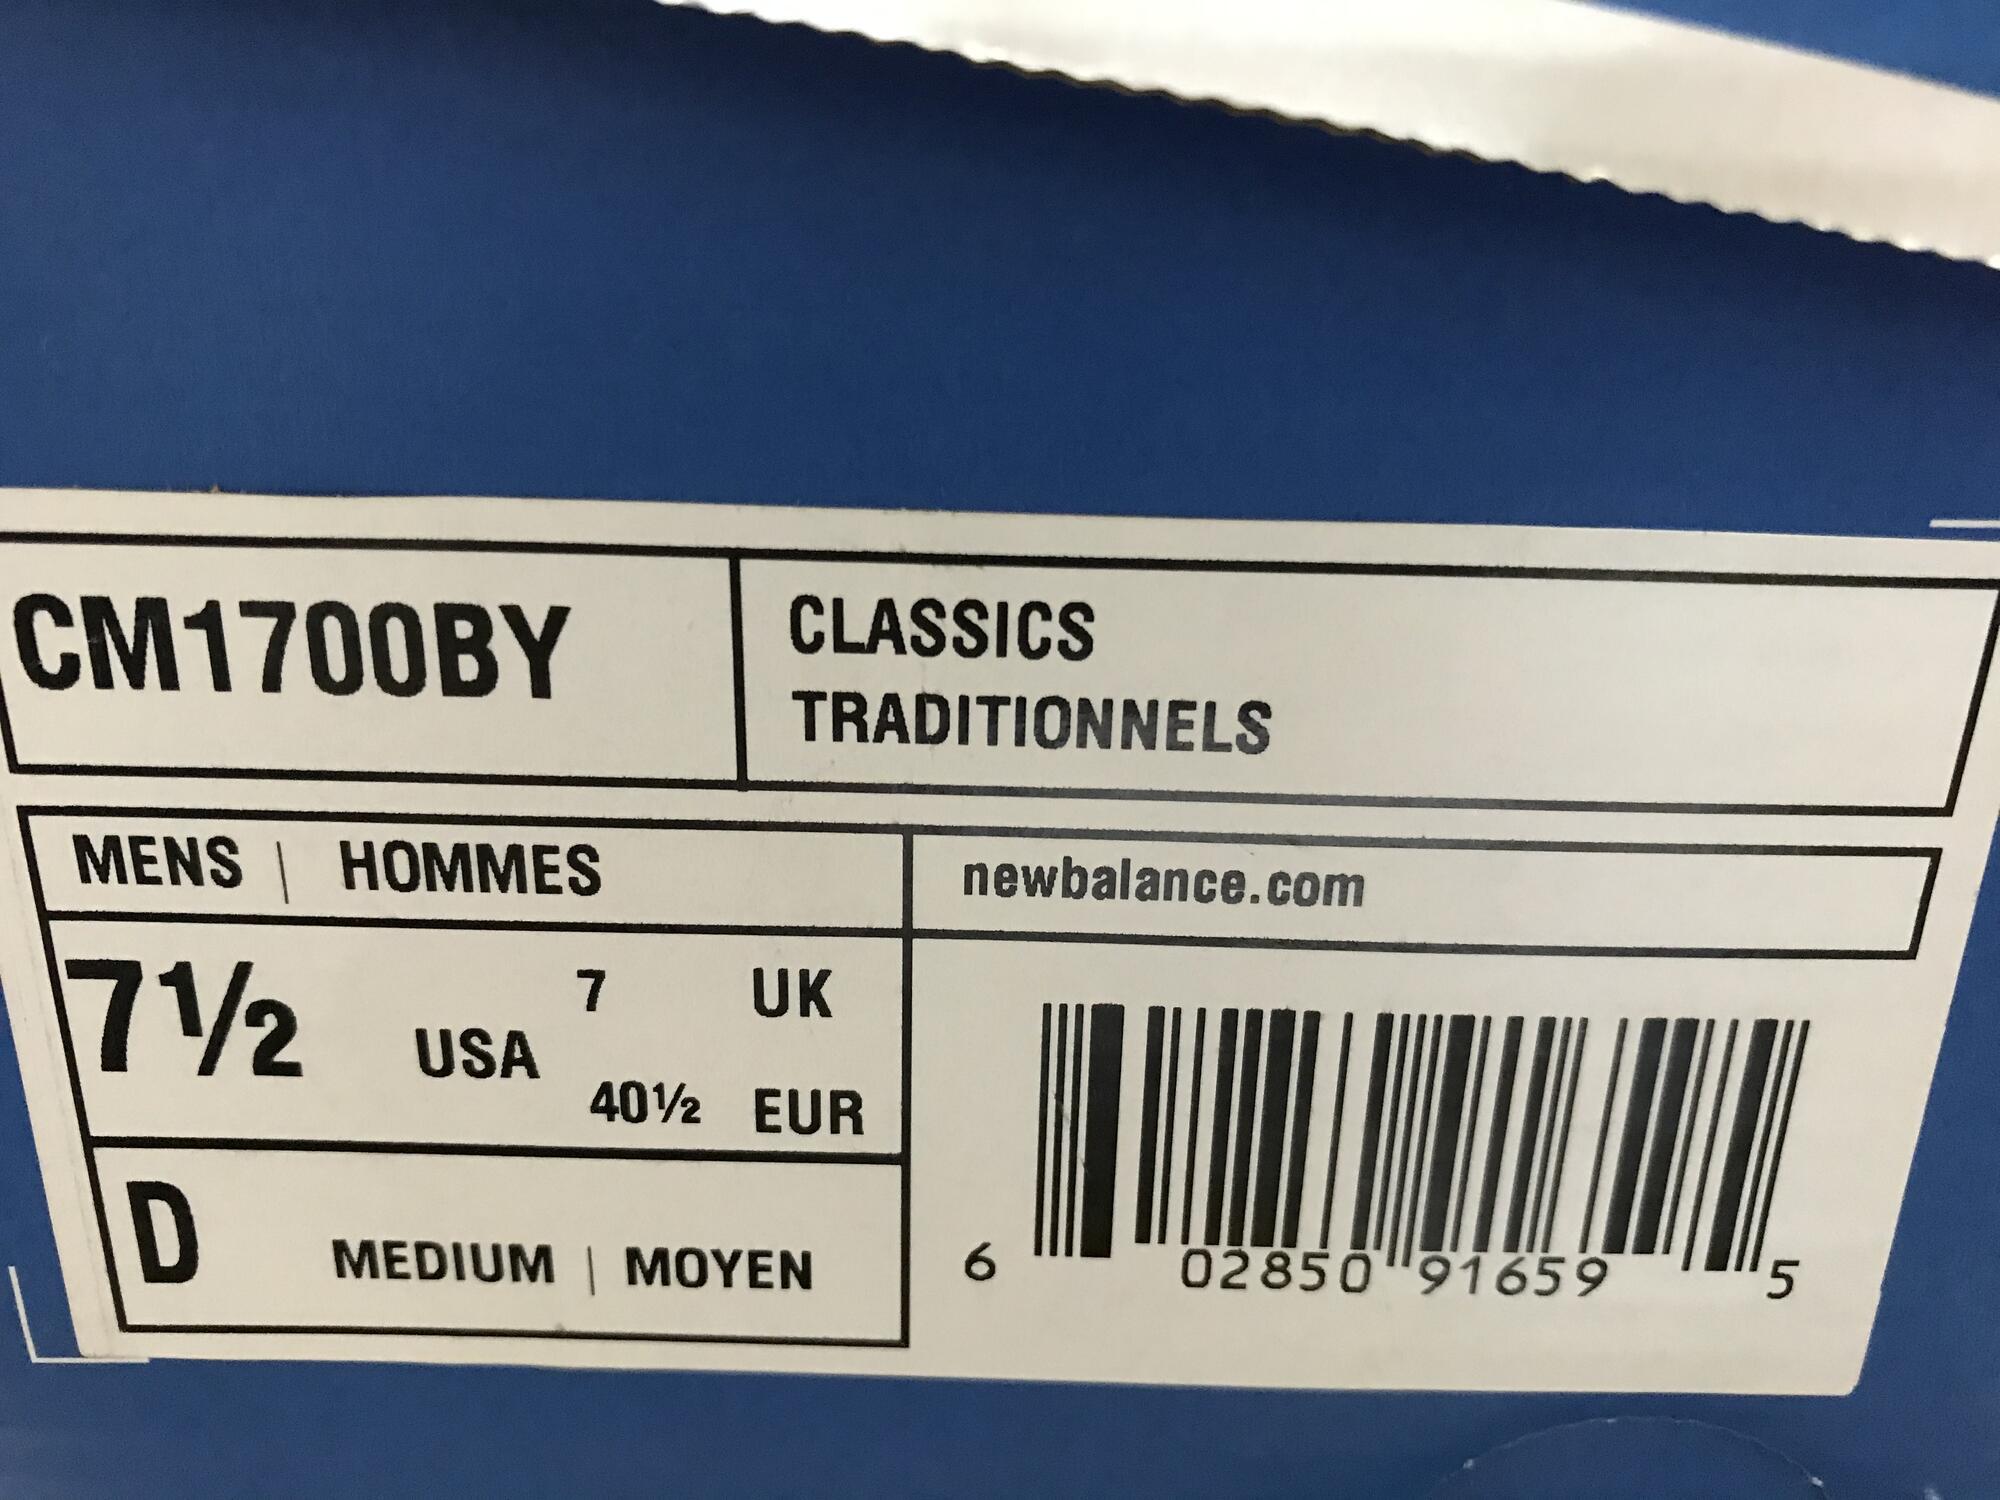 CM1700BY
CLASSICS
TRADITIONNELS
MENS | HOMMES
newbalance.com
7½ USA
7 UK
40½ EUR
D MEDIUM | MOYEN
6 02850 91659 5